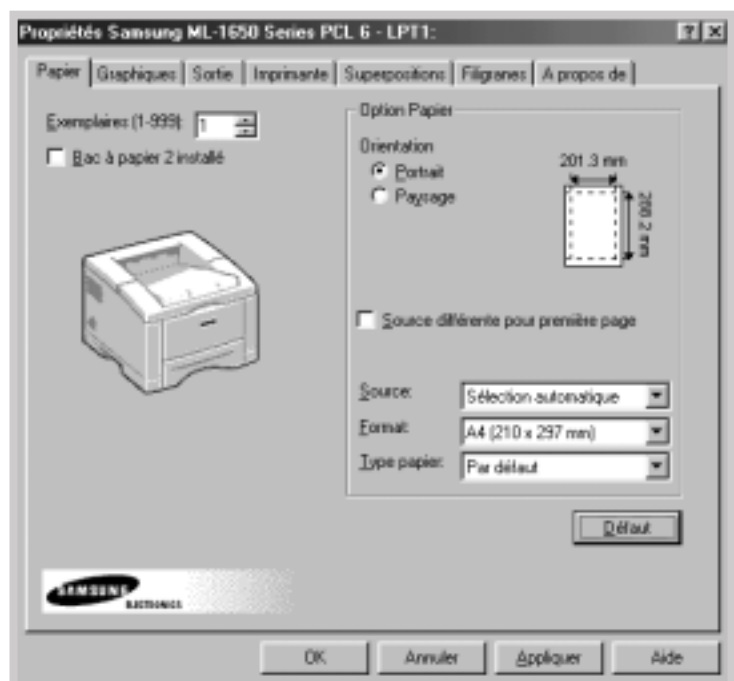 Propriétés Samsung ML-1650 Series PCL 6 - LPT1:
Papier Graphiques Sortie Imprimante Superpositions Filigranes A propos de
Exemplaires (1-999): 1
Bac à papier 2 installé
Option Papier
Orientation
Portrait
Paysage
201.3 mm
288.2 mm
Source différente pour première page
Source: Sélection automatique
Format: A4 (210 x 297 mm)
Type papier: Par défaut
Défaut
SAMSUNG
ELECTRONICS
OK Annuler Appliquer Aide